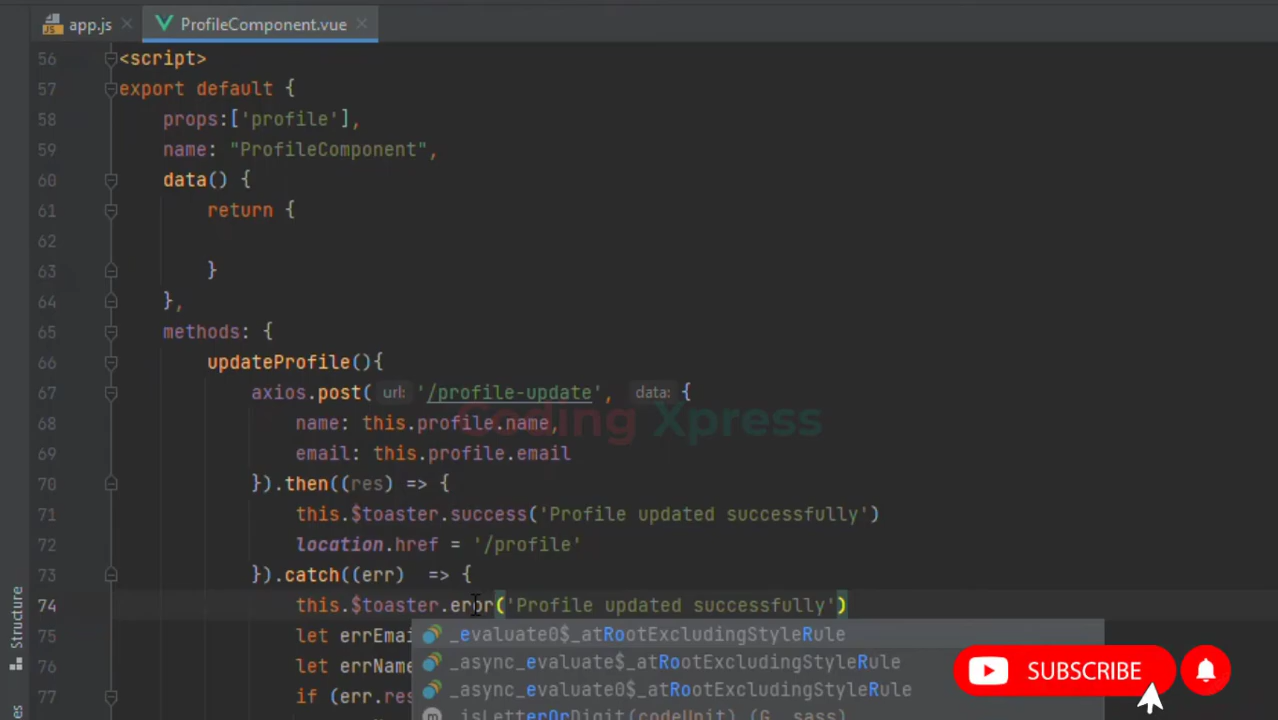 app.js
ProfileComponent.vue
56 <script>
57 export default {
58 props:['profile'],
59 name: "ProfileComponent",
60 data() {
61 return {
62
63 }
64 },
65 methods: {
66 updateProfile(){
67 axios.post( url: '/profile-update', data: {
68 name: this.profile.name,
69 email: this.profile.email
70 }).then((res) => {
71 this.$toaster.success('Profile updated successfully')
72 location.href = '/profile'
73 }).catch((err) => {
74 this.$toaster.eror('Profile updated successfully')
75 let errEmai
76 let errName
77 if (err.res
_evaluate0$_atRootExcludingStyleRule
_async_evaluate$_atRootExcludingStyleRule
_async_evaluate0$_atRootExcludingStyleRule
_isLetterOrDigit(codeUnit) (G, sass)
Structure
Coding Xpress
SUBSCRIBE